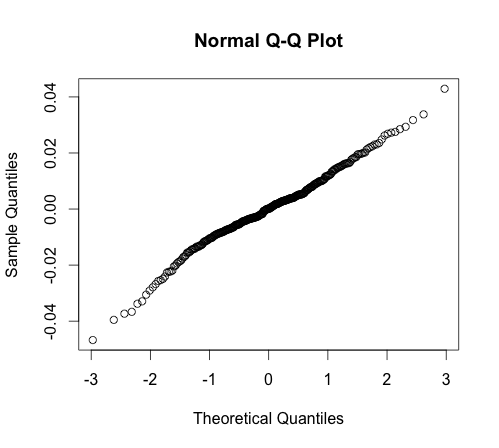 Normal Q-Q Plot
0.04
0.02
0.00
-0.02
-0.04
Sample Quantiles
-3 -2 -1 0 1 2 3
Theoretical Quantiles